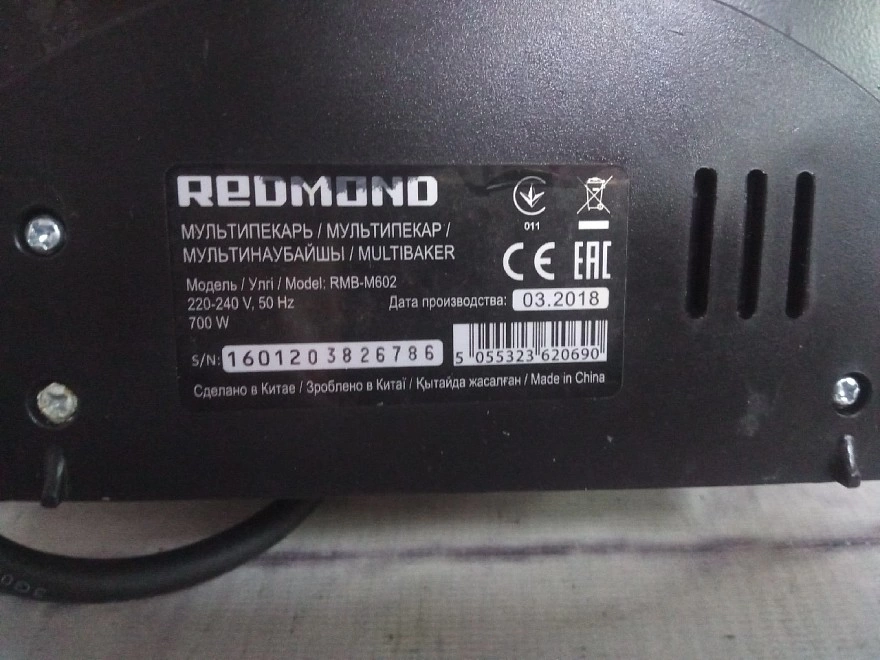 REDMOND
011
МУЛЬТИПЕКАРЬ / МУЛЬТИПЕКАР /
МУЛЬТИНАУБАЙШЫ / MULTIBAKER
CE EAC
Модель / Улгі / Model: RMB-M602
220-240 V, 50 Hz
Дата производства: 03.2018
700 W
S/N: 1601203826786
5 055323 620690
Сделано в Китае / Зроблено в Китаї / Қытайда жасалған / Made in China